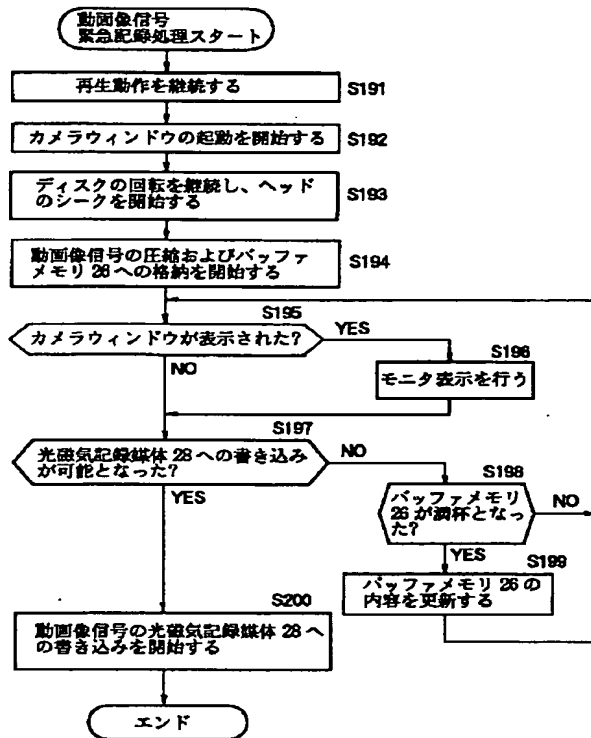 動画像信号
緊急記録処理スタート
再生動作を継続する
S191
カメラウィンドウの起動を開始する
S192
ディスクの回転を継続し、ヘッド
のシークを開始する
S193
動画像信号の圧縮およびバッファ
メモリ 26 への格納を開始する
S194
S195
カメラウィンドウが表示された?
YES
NO
S196
モニタ表示を行う
S197
光磁気記録媒体 28 への書き込み
が可能となった?
NO
YES
S198
バッファメモリ
26 が満杯となっ
た?
NO
YES
S199
バッファメモリ 26 の
内容を更新する
S200
動画像信号の光磁気記録媒体 28 へ
の書き込みを開始する
エンド